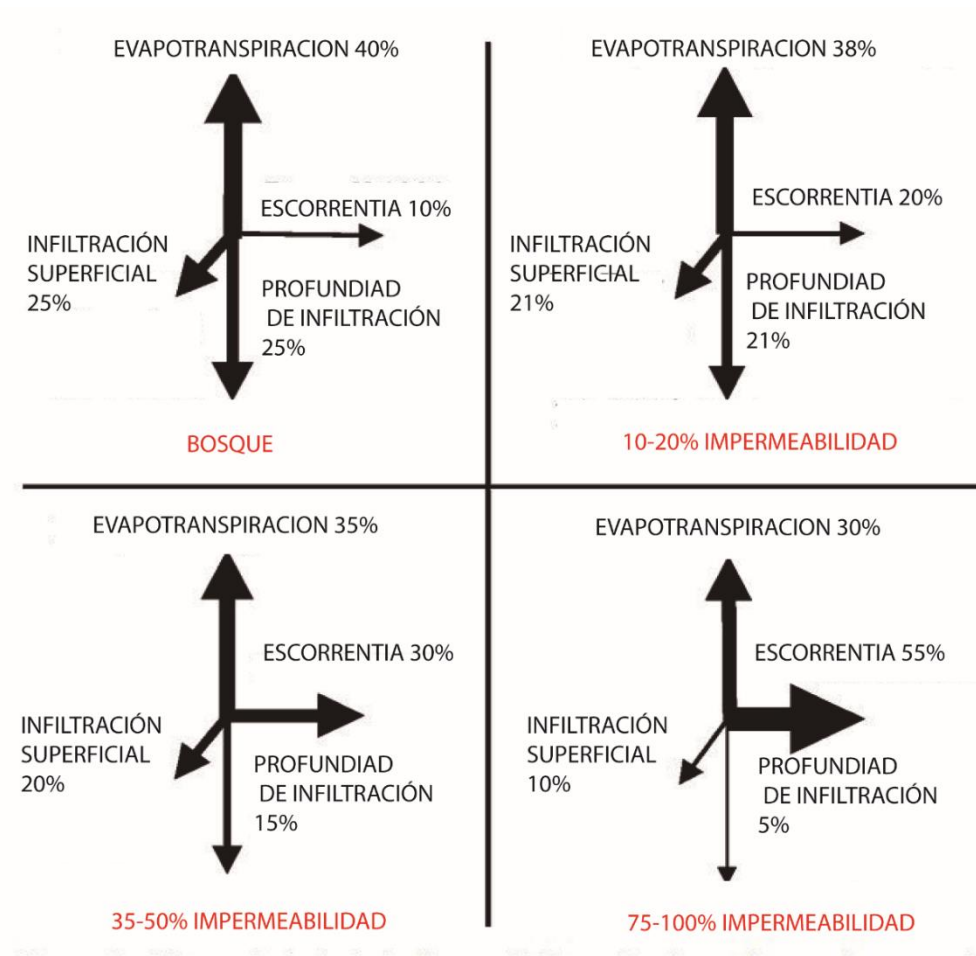 EVAPOTRANSPIRACION 40%
ESCORRENTIA 10%
INFILTRACIÓN
SUPERFICIAL
25%
PROFUNDIAD
DE INFILTRACIÓN
25%
BOSQUE
EVAPOTRANSPIRACION 38%
ESCORRENTIA 20%
INFILTRACIÓN
SUPERFICIAL
21%
PROFUNDIAD
DE INFILTRACIÓN
21%
10-20% IMPERMEABILIDAD
EVAPOTRANSPIRACION 35%
ESCORRENTIA 30%
INFILTRACIÓN
SUPERFICIAL
20%
PROFUNDIAD
DE INFILTRACIÓN
15%
35-50% IMPERMEABILIDAD
EVAPOTRANSPIRACION 30%
ESCORRENTIA 55%
INFILTRACIÓN
SUPERFICIAL
10%
PROFUNDIAD
DE INFILTRACIÓN
5%
75-100% IMPERMEABILIDAD